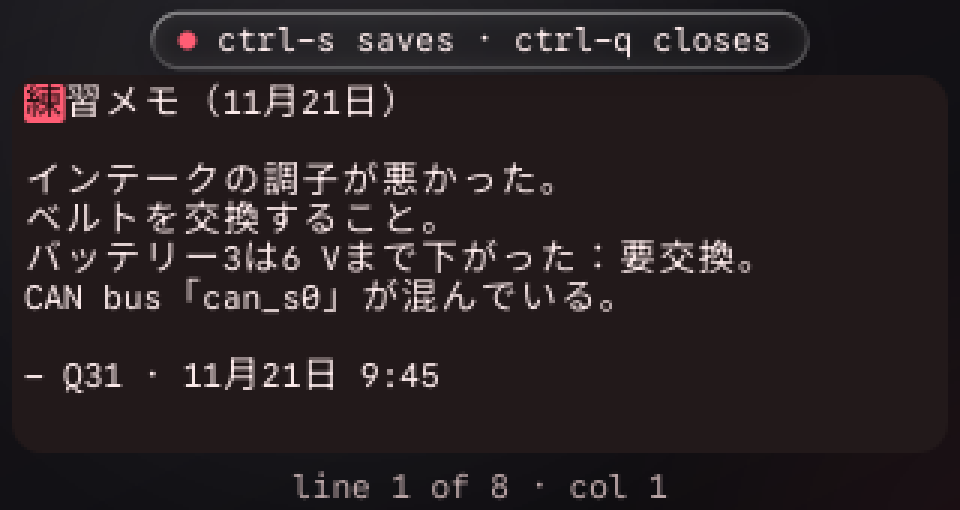 ctrl-s saves · ctrl-q closes
練習メモ（11月21日）
インテークの調子が悪かった。
ベルトを交換すること。
バッテリー3は6 Vまで下がった：要交換。
CAN bus「can_s0」が混んでいる。
— Q31 · 11月21日 9:45
line 1 of 8 · col 1